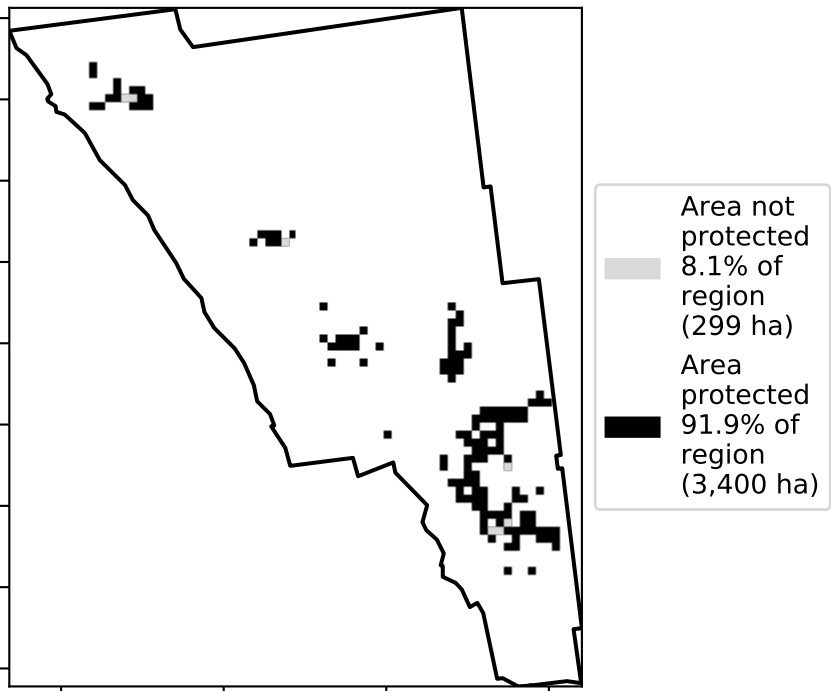 Area not
protected
8.1% of
region
(299 ha)
Area
protected
91.9% of
region
(3,400 ha)